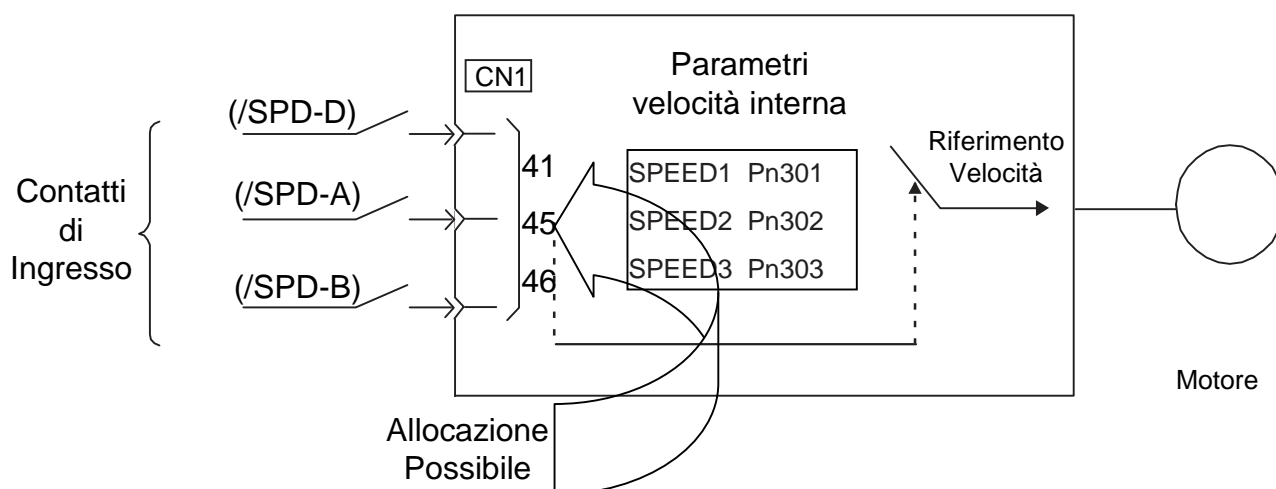 Contatti
di
Ingresso
(/SPD-D)
(/SPD-A)
(/SPD-B)
CN1
41
45
46
Parametri
velocità interna
SPEED1 Pn301
SPEED2 Pn302
SPEED3 Pn303
Riferimento
Velocità
Motore
Allocazione
Possibile